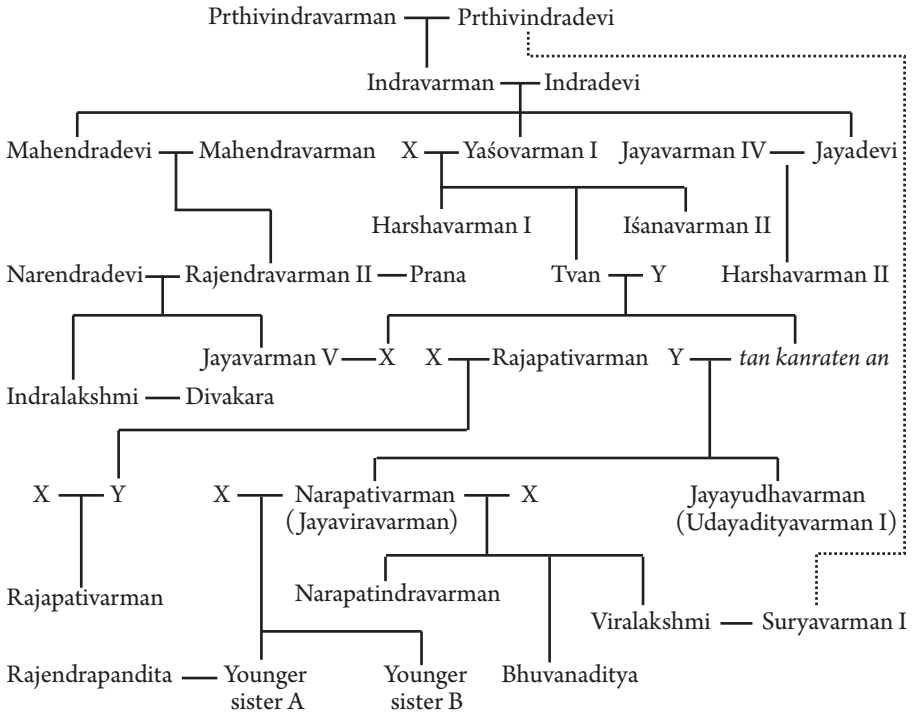 Prthivindravarman Prthivindradevi
Indravarman Indradevi
Mahendradevi Mahendravarman X Yaśovarman I Jayavarman IV Jayadevi
Harshavarman I Iśanavarman II
Narendradevi Rajendravarman II Prana Tvan Y Harshavarman II
Jayavarman V X X Rajapativarman Y tan kanraten an
Indralakshmi Divakara
X Y X Narapativarman X Jayayudhavarman
(Jayaviravarman) (Udayadityavarman I)
Rajapativarman Narapatindravarman
Viralakshmi Suryavarman I
Rajendrapandita Younger Younger Bhuvanaditya
sister A sister B